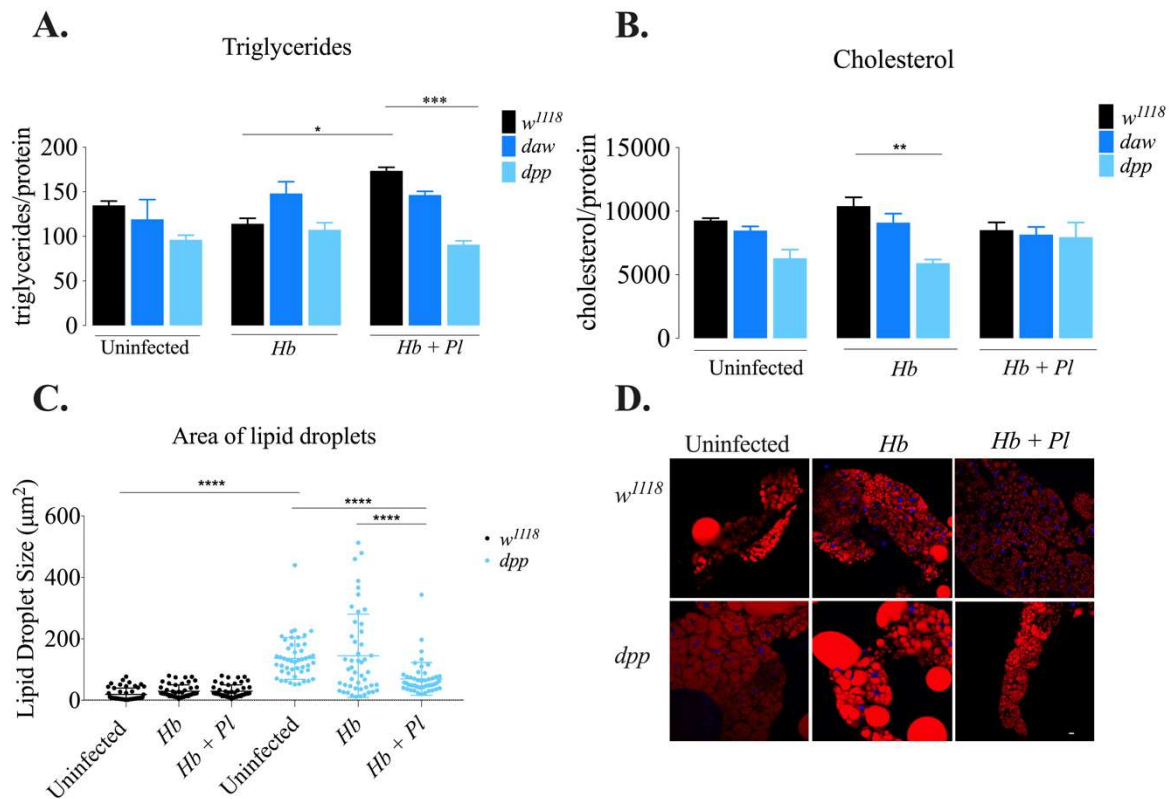 A.
Triglycerides
***
*
w1118
daw
dpp
triglycerides/protein
200
150
100
50
0
Uninfected
Hb
Hb + Pl
B.
Cholesterol
**
w1118
daw
dpp
cholesterol/protein
15000
10000
5000
0
Uninfected
Hb
Hb + Pl
C.
Area of lipid droplets
****
****
****
w1118
dpp
Lipid Droplet Size (µm2)
600
400
200
0
Uninfected
Hb
Hb + Pl
Uninfected
Hb
Hb + Pl
D.
Uninfected
Hb
Hb + Pl
w1118
dpp